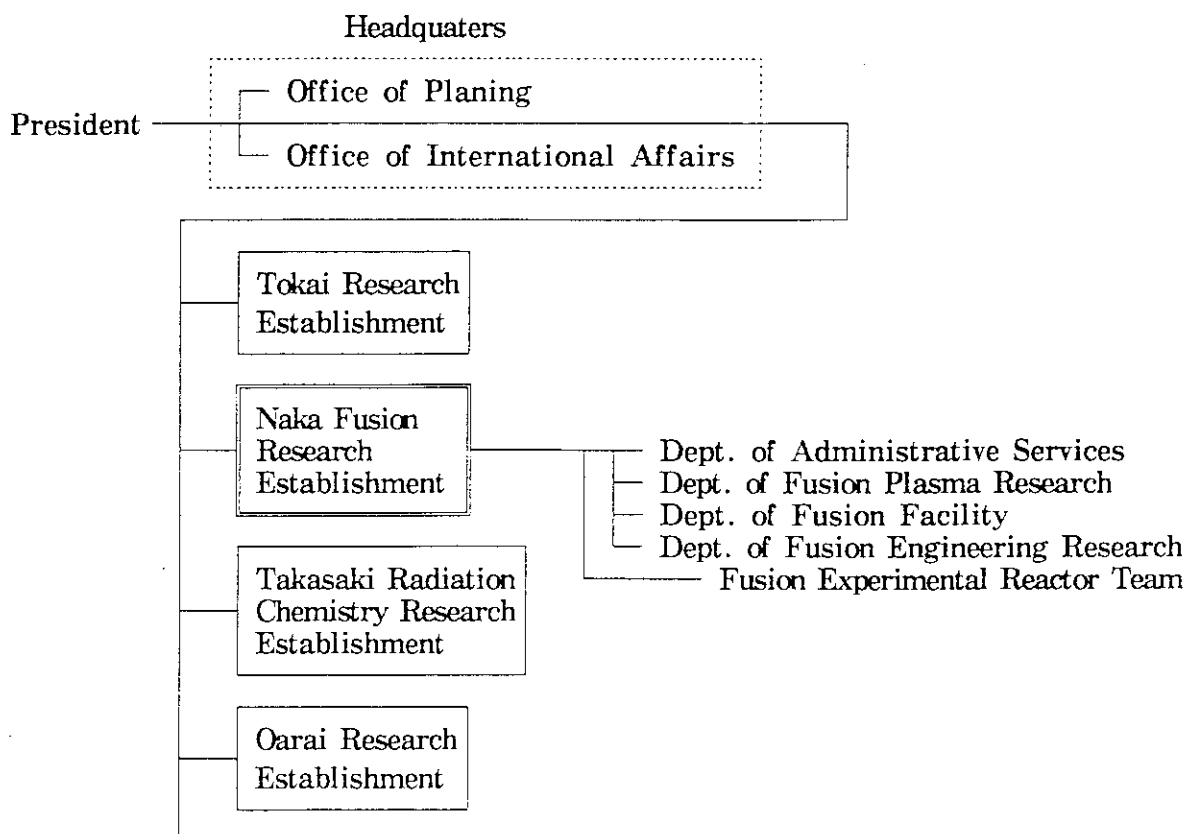 Headquaters
Office of Planing
President
Office of International Affairs
Tokai Research
Establishment
Naka Fusion
Research
Establishment
Dept. of Administrative Services
Dept. of Fusion Plasma Research
Dept. of Fusion Facility
Dept. of Fusion Engineering Research
Fusion Experimental Reactor Team
Takasaki Radiation
Chemistry Research
Establishment
Oarai Research
Establishment